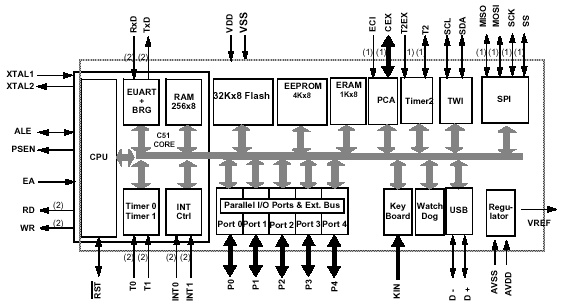 RxD
TxD
VDD
VSS
ECI
CEX
T2EX
T2
SCL
SDA
MISO
MOSI
SCK
SS
(2) (2)
(1) (1) (1) (1)
(1) (1) (1) (1)
XTAL1
XTAL2
EUART
+
BRG
RAM
256x8
32Kx8 Flash
EEPROM
4Kx8
ERAM
1Kx8
PCA
Timer2
TWI
SPI
ALE
PSEN
C51
CORE
CPU
EA
RD (2)
WR (2)
Timer 0
Timer 1
INT
Ctrl
Parallel I/O Ports & Ext. Bus
Port 0 Port 1 Port 2 Port 3 Port 4
Key
Board
Watch
Dog
USB
Regu-
lator
VREF
(2) (2) (2) (2)
RST
T0
T1
INT0
INT1
P0
P1
P2
P3
P4
KIN
D -
D +
AVSS
AVDD